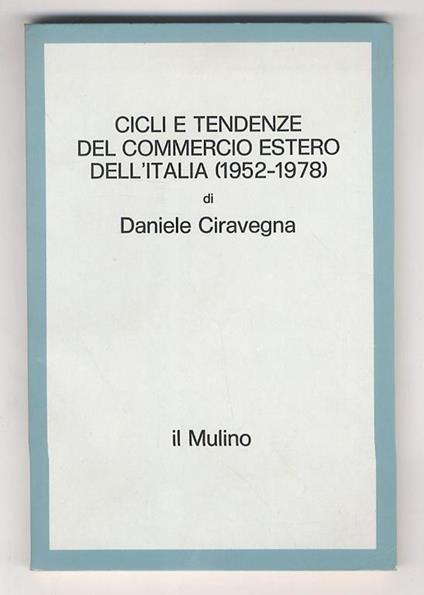 CICLI E TENDENZE
DEL COMMERCIO ESTERO
DELL'ITALIA (1952-1978)
di
Daniele Ciravegna
il Mulino